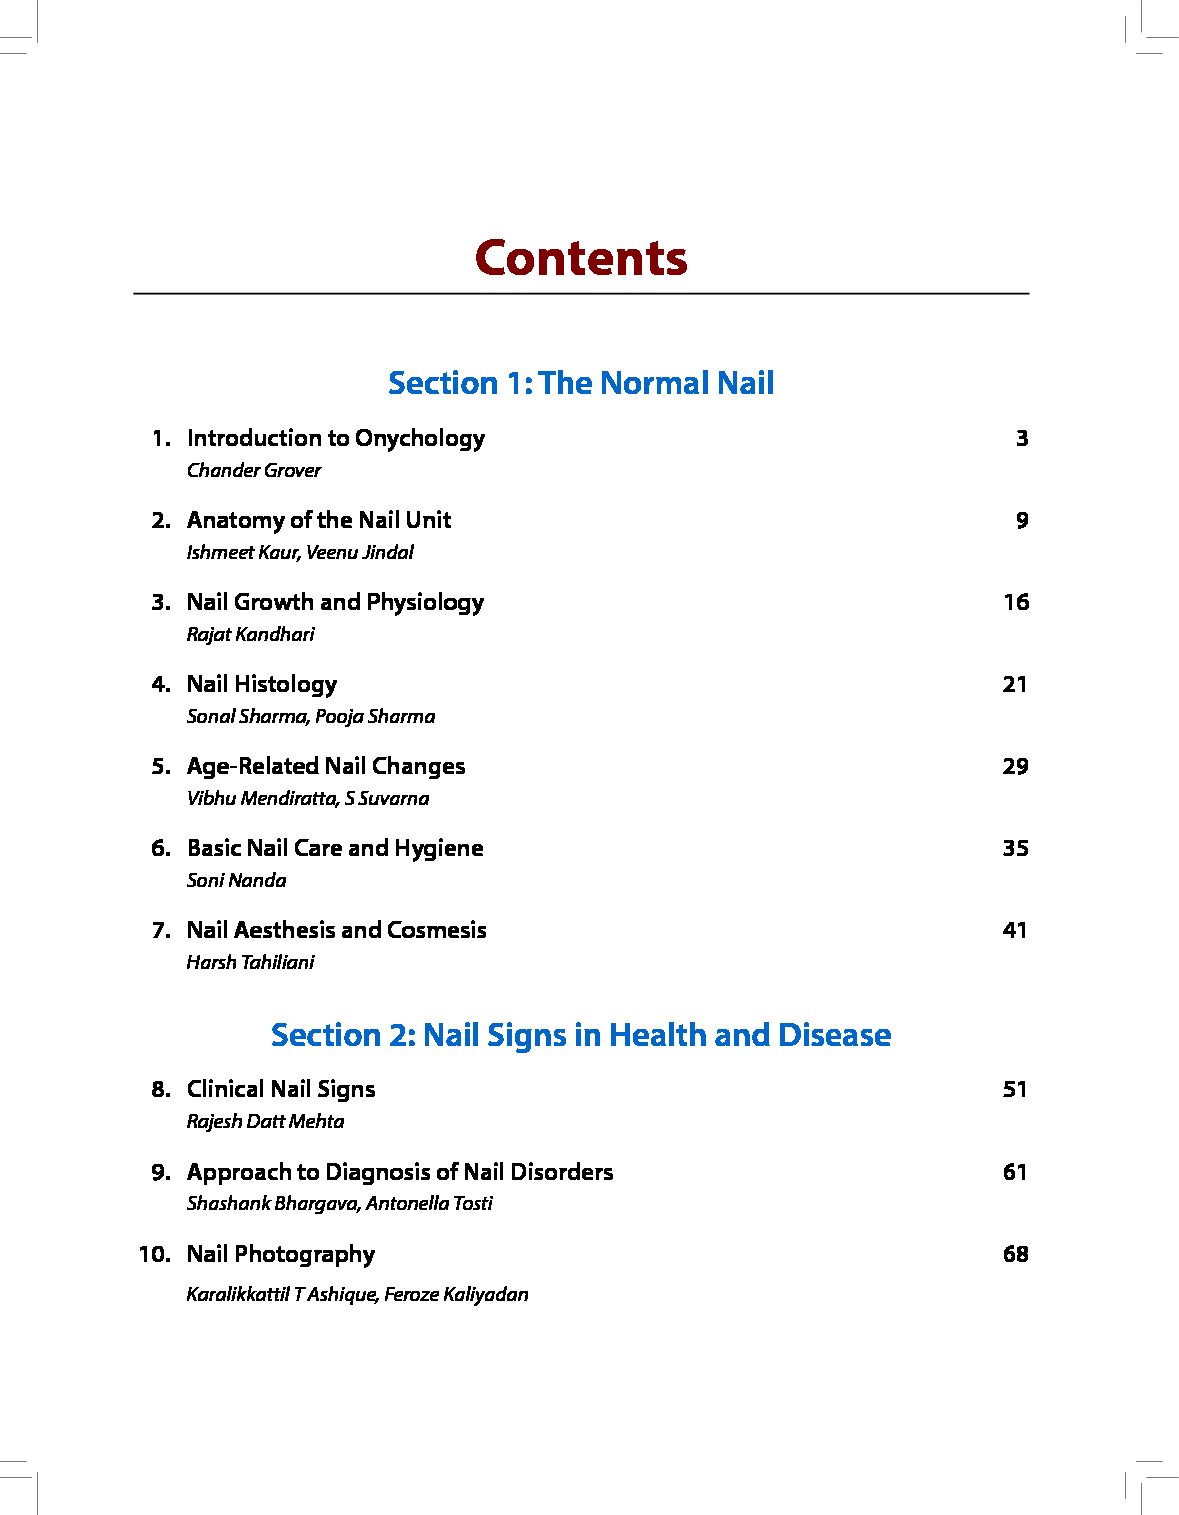 Contents
Section 1: The Normal Nail
1. Introduction to Onychology 3
Chander Grover
2. Anatomy of the Nail Unit 9
Ishmeet Kaur, Veenu Jindal
3. Nail Growth and Physiology 16
Rajat Kandhari
4. Nail Histology 21
Sonal Sharma, Pooja Sharma
5. Age-Related Nail Changes 29
Vibhu Mendiratta, S Suvarna
6. Basic Nail Care and Hygiene 35
Soni Nanda
7. Nail Aesthesis and Cosmesis 41
Harsh Tahiliani
Section 2: Nail Signs in Health and Disease
8. Clinical Nail Signs 51
Rajesh Datt Mehta
9. Approach to Diagnosis of Nail Disorders 61
Shashank Bhargava, Antonella Tosti
10. Nail Photography 68
Karalikkattil T Ashique, Feroze Kaliyadan